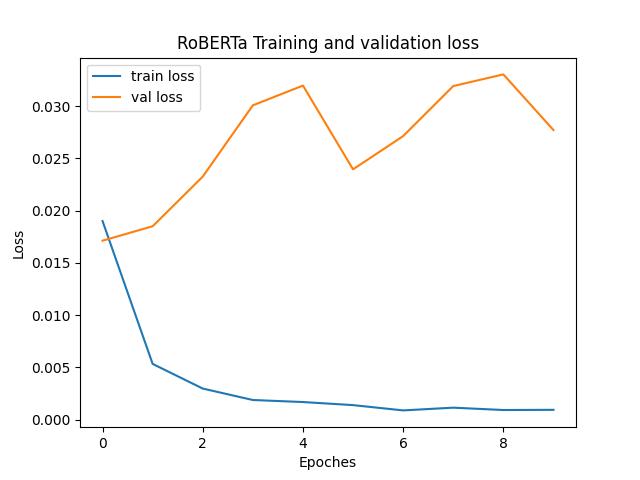 RoBERTa Training and validation loss
train loss
val loss
0.030
0.025
0.020
0.015
0.010
0.005
0.000
Loss
0 2 4 6 8
Epoches